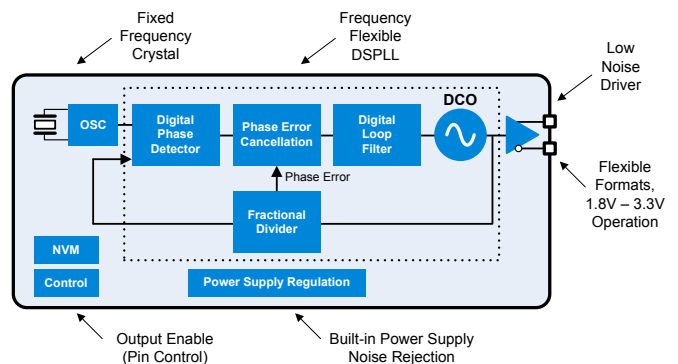 Fixed
Frequency
Crystal
Frequency
Flexible
DSPLL
Low
Noise
Driver
DCO
OSC
Digital
Phase
Detector
Phase Error
Cancellation
Digital
Loop
Filter
Phase Error
Flexible
Formats,
1.8V – 3.3V
Operation
Fractional
Divider
NVM
Control
Power Supply Regulation
Output Enable
(Pin Control)
Built-in Power Supply
Noise Rejection